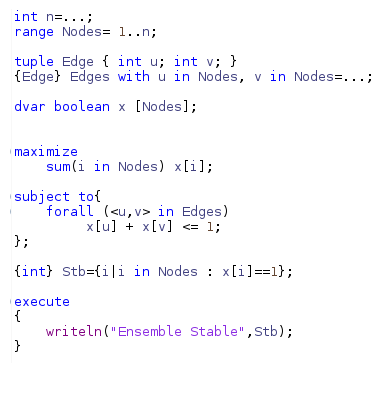 int n=...;
range Nodes= 1..n;
tuple Edge { int u; int v; }
{Edge} Edges with u in Nodes, v in Nodes=...;
dvar boolean x [Nodes];
maximize
sum(i in Nodes) x[i];
subject to{
forall (<u,v> in Edges)
x[u] + x[v] <= 1;
};
{int} Stb={i|i in Nodes : x[i]==1};
execute
{
writeln("Ensemble Stable",Stb);
}